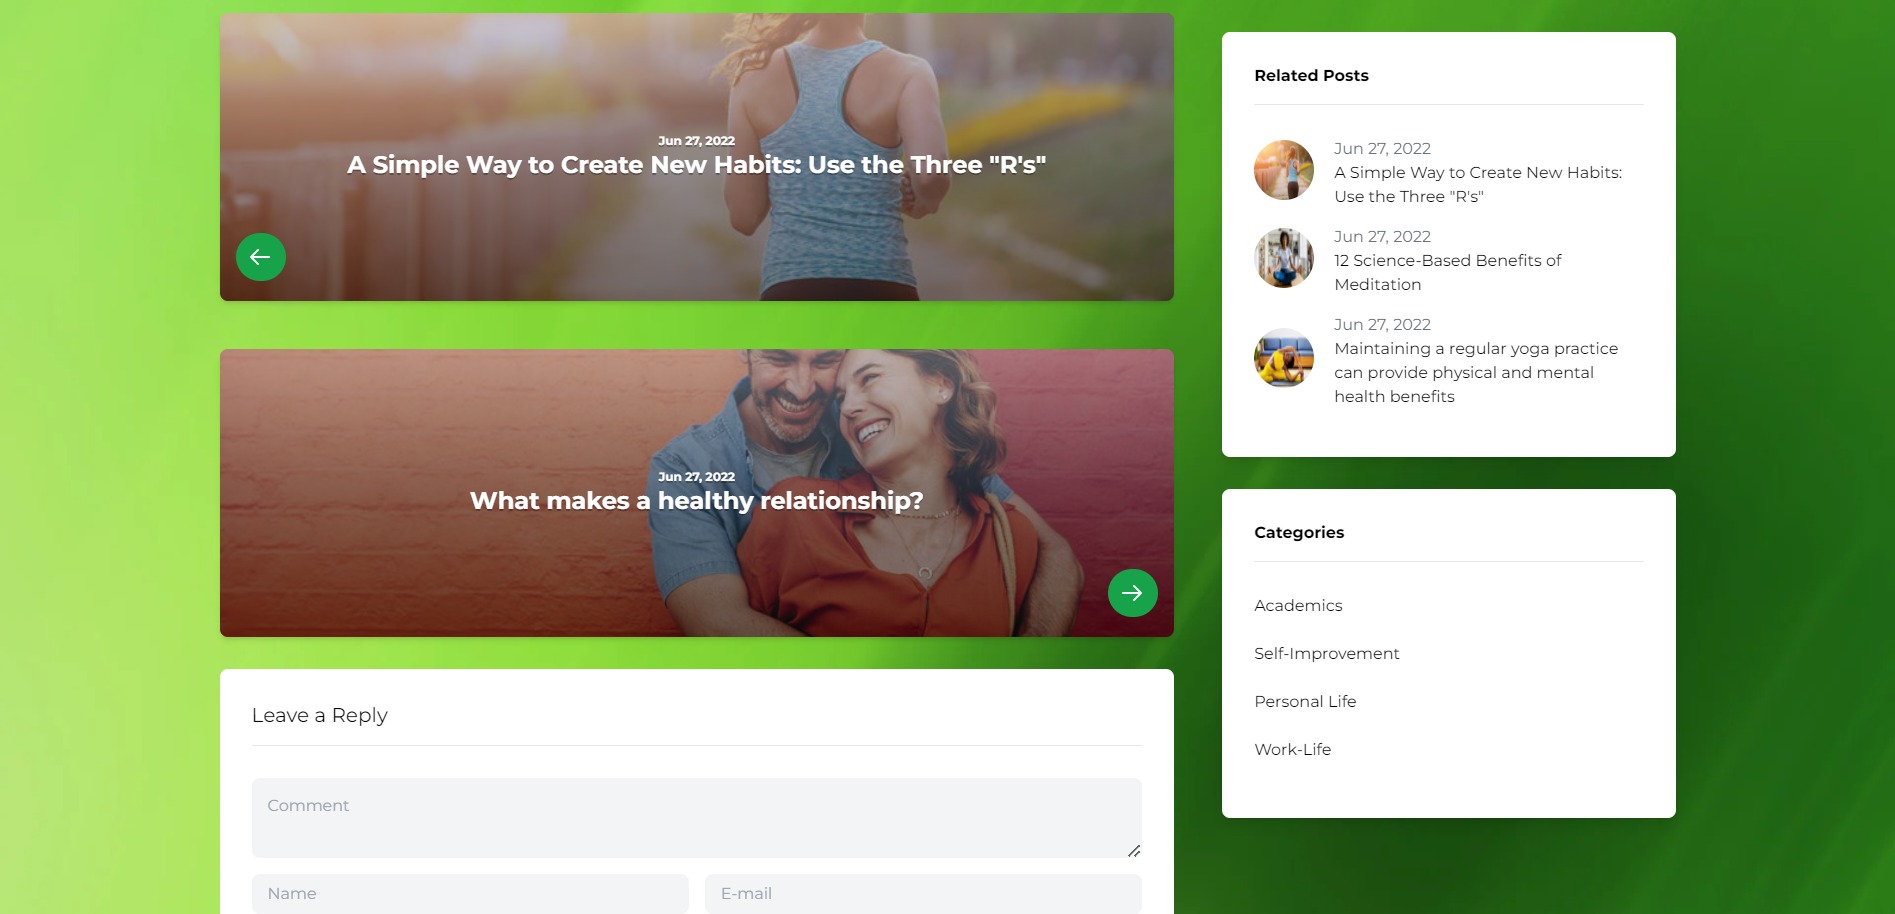 Jun 27, 2022
A Simple Way to Create New Habits: Use the Three "R's"
Jun 27, 2022
What makes a healthy relationship?
Leave a Reply
Comment
Name
E-mail
Related Posts
Jun 27, 2022
A Simple Way to Create New Habits:
Use the Three "R's"
Jun 27, 2022
12 Science-Based Benefits of
Meditation
Jun 27, 2022
Maintaining a regular yoga practice
can provide physical and mental
health benefits
Categories
Academics
Self-Improvement
Personal Life
Work-Life